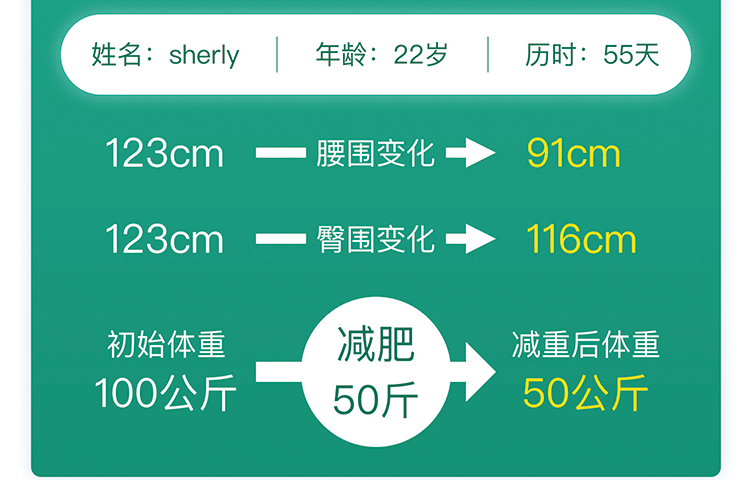 姓名：sherly 年龄：22岁 历时：55天
123cm 腰围变化 91cm
123cm 臀围变化 116cm
初始体重 减肥 减重后体重
100公斤 50斤 50公斤